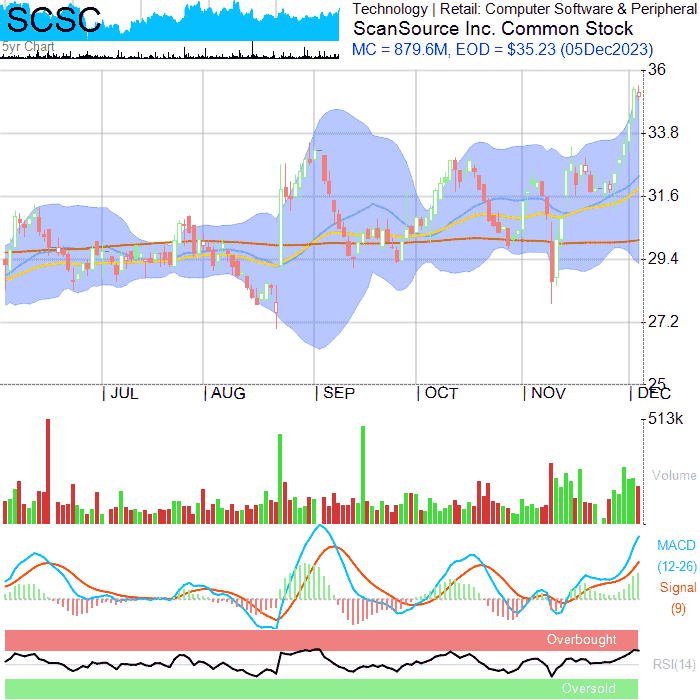 SCSC
5yr Chart
Technology | Retail: Computer Software & Peripheral
ScanSource Inc. Common Stock
MC = 879.6M, EOD = $35.23 (05Dec2023)
36
33.8
31.6
29.4
27.2
25
JUL
AUG
SEP
OCT
NOV
DEC
513k
Volume
MACD
(12-26)
Signal
(9)
Overbought
RSI(14)
Oversold